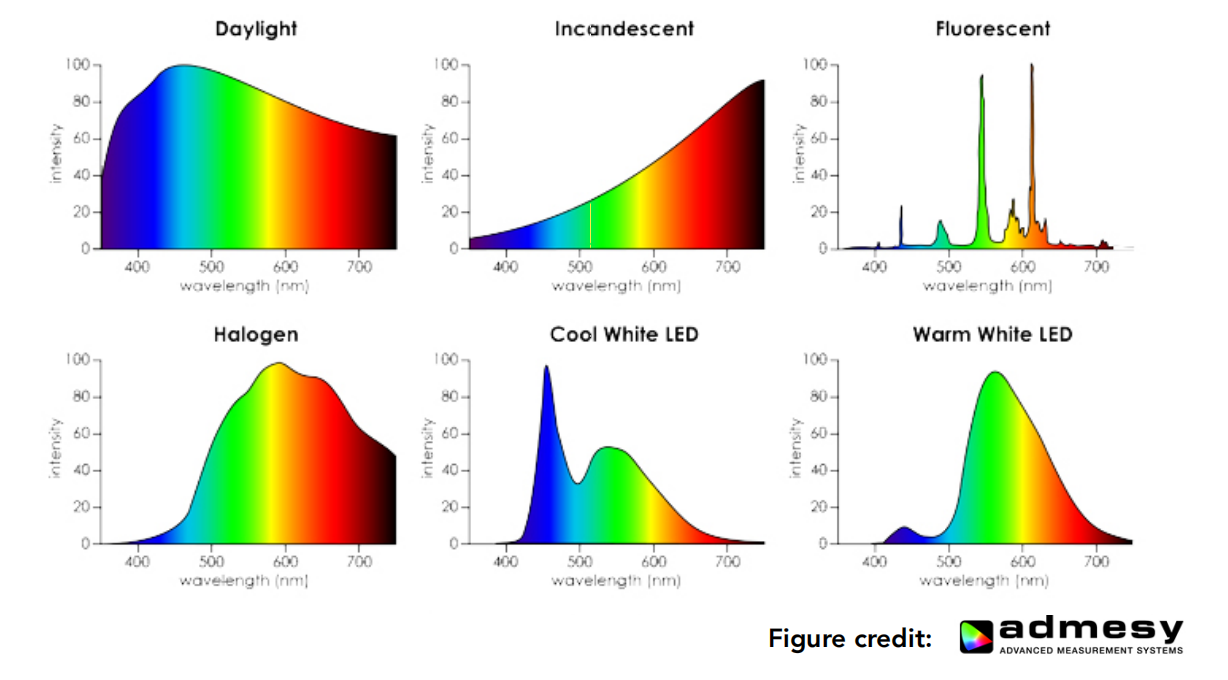 Daylight
Incandescent
Fluorescent
100
80
60
40
20
0
intensity
400 500 600 700
wavelength (nm)
100
80
60
40
20
0
intensity
400 500 600 700
wavelength (nm)
100
80
60
40
20
0
intensity
400 500 600 700
wavelength (nm)
Halogen
Cool White LED
Warm White LED
100
80
60
40
20
0
intensity
400 500 600 700
wavelength (nm)
100
80
60
40
20
0
intensity
400 500 600 700
wavelength (nm)
100
80
60
40
20
0
intensity
400 500 600 700
wavelength (nm)
Figure credit:
admesy
ADVANCED MEASUREMENT SYSTEMS